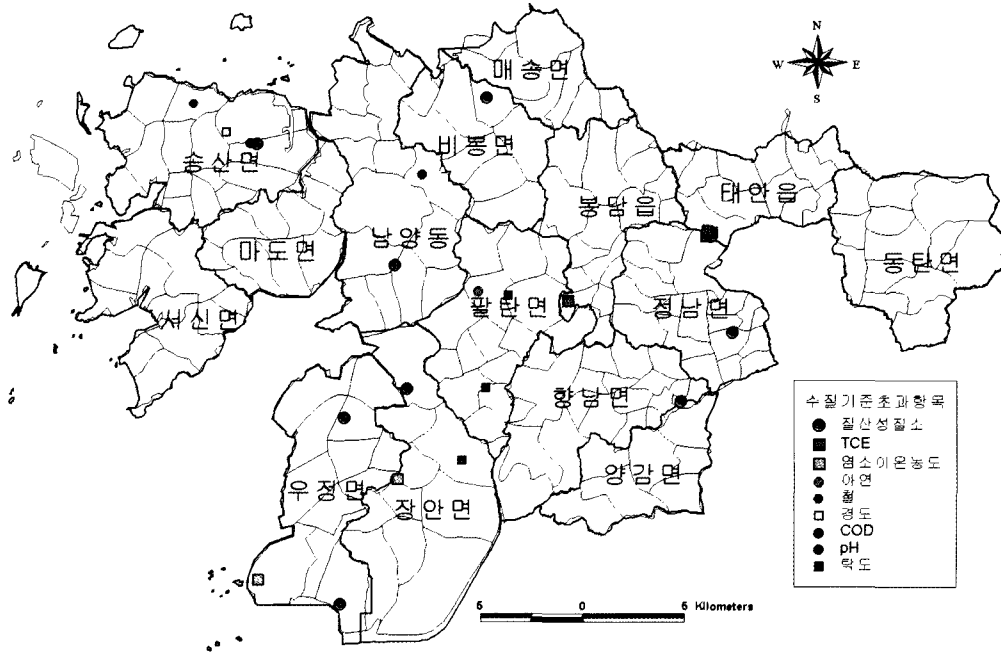 N
W E
S
매송면
비봉면
송산면
봉담읍
태안읍
마도면
남양동
동탄면
팔탄면
정남면
서신면
향남면
양감면
우정면
장안면
수질기준초과항목
질산성질소
TCE
염소이온농도
아연
철
경도
COD
pH
탁도
6 0 6 Kilometers